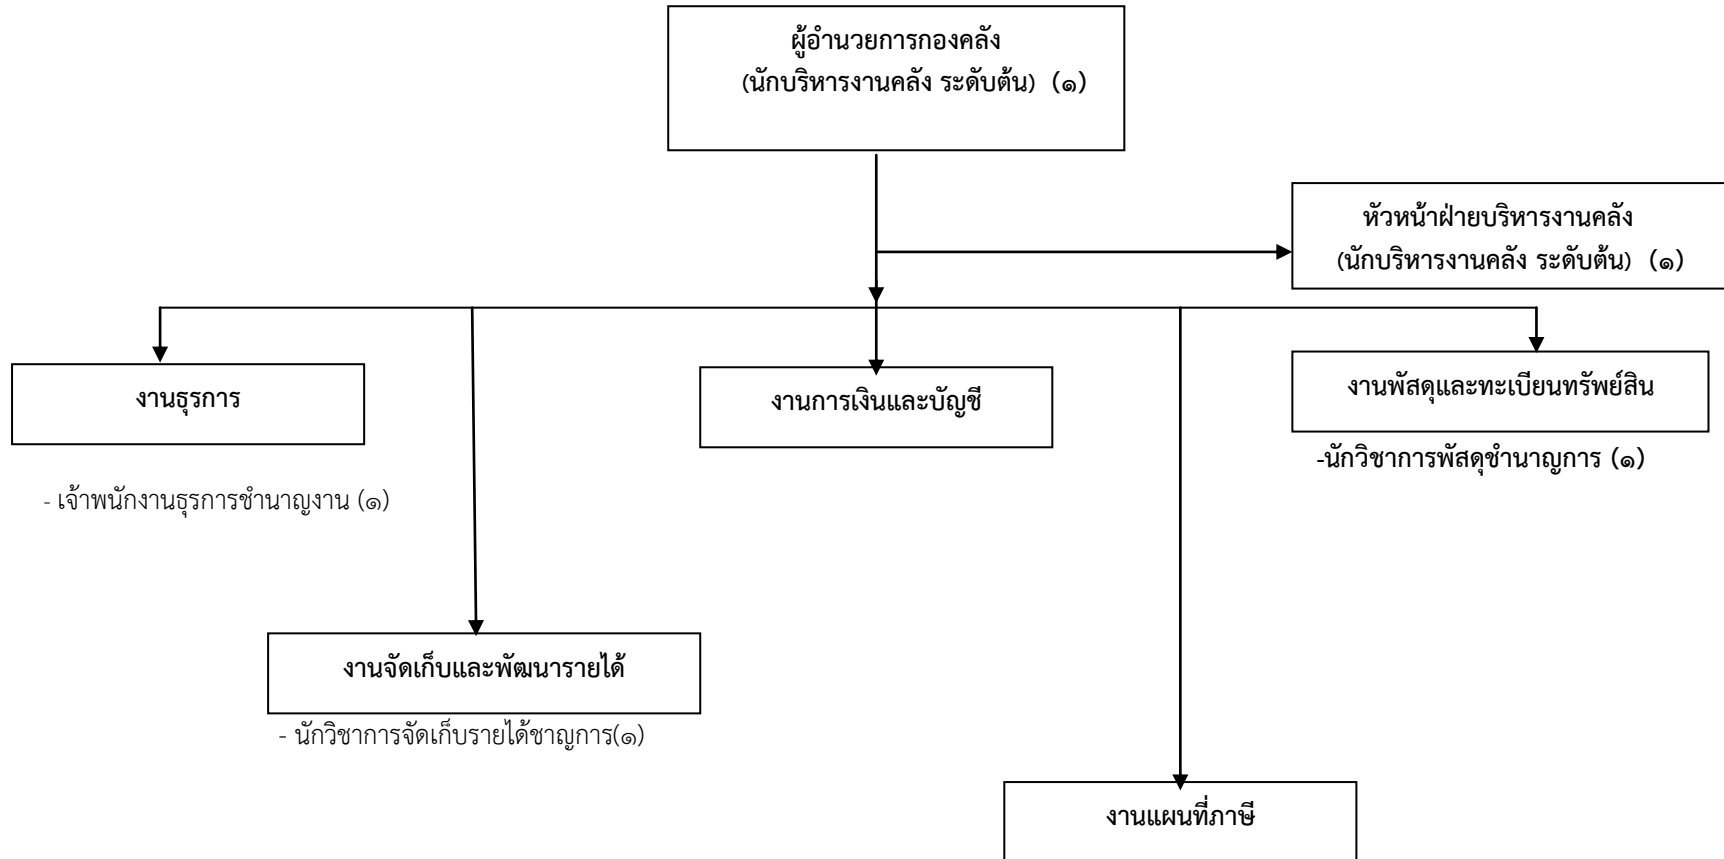 ผู้อำนวยการกองคลัง
(นักบริหารงานคลัง ระดับต้น) (๑)
หัวหน้าฝ่ายบริหารงานคลัง
(นักบริหารงานคลัง ระดับต้น) (๑)
งานธุรการ
- เจ้าพนักงานธุรการชำนาญงาน (๑)
งานการเงินและบัญชี
งานพัสดุและทะเบียนทรัพย์สิน
-นักวิชาการพัสดุชำนาญการ (๑)
งานจัดเก็บและพัฒนารายได้
- นักวิชาการจัดเก็บรายได้ชาญการ(๑)
งานแผนที่ภาษี